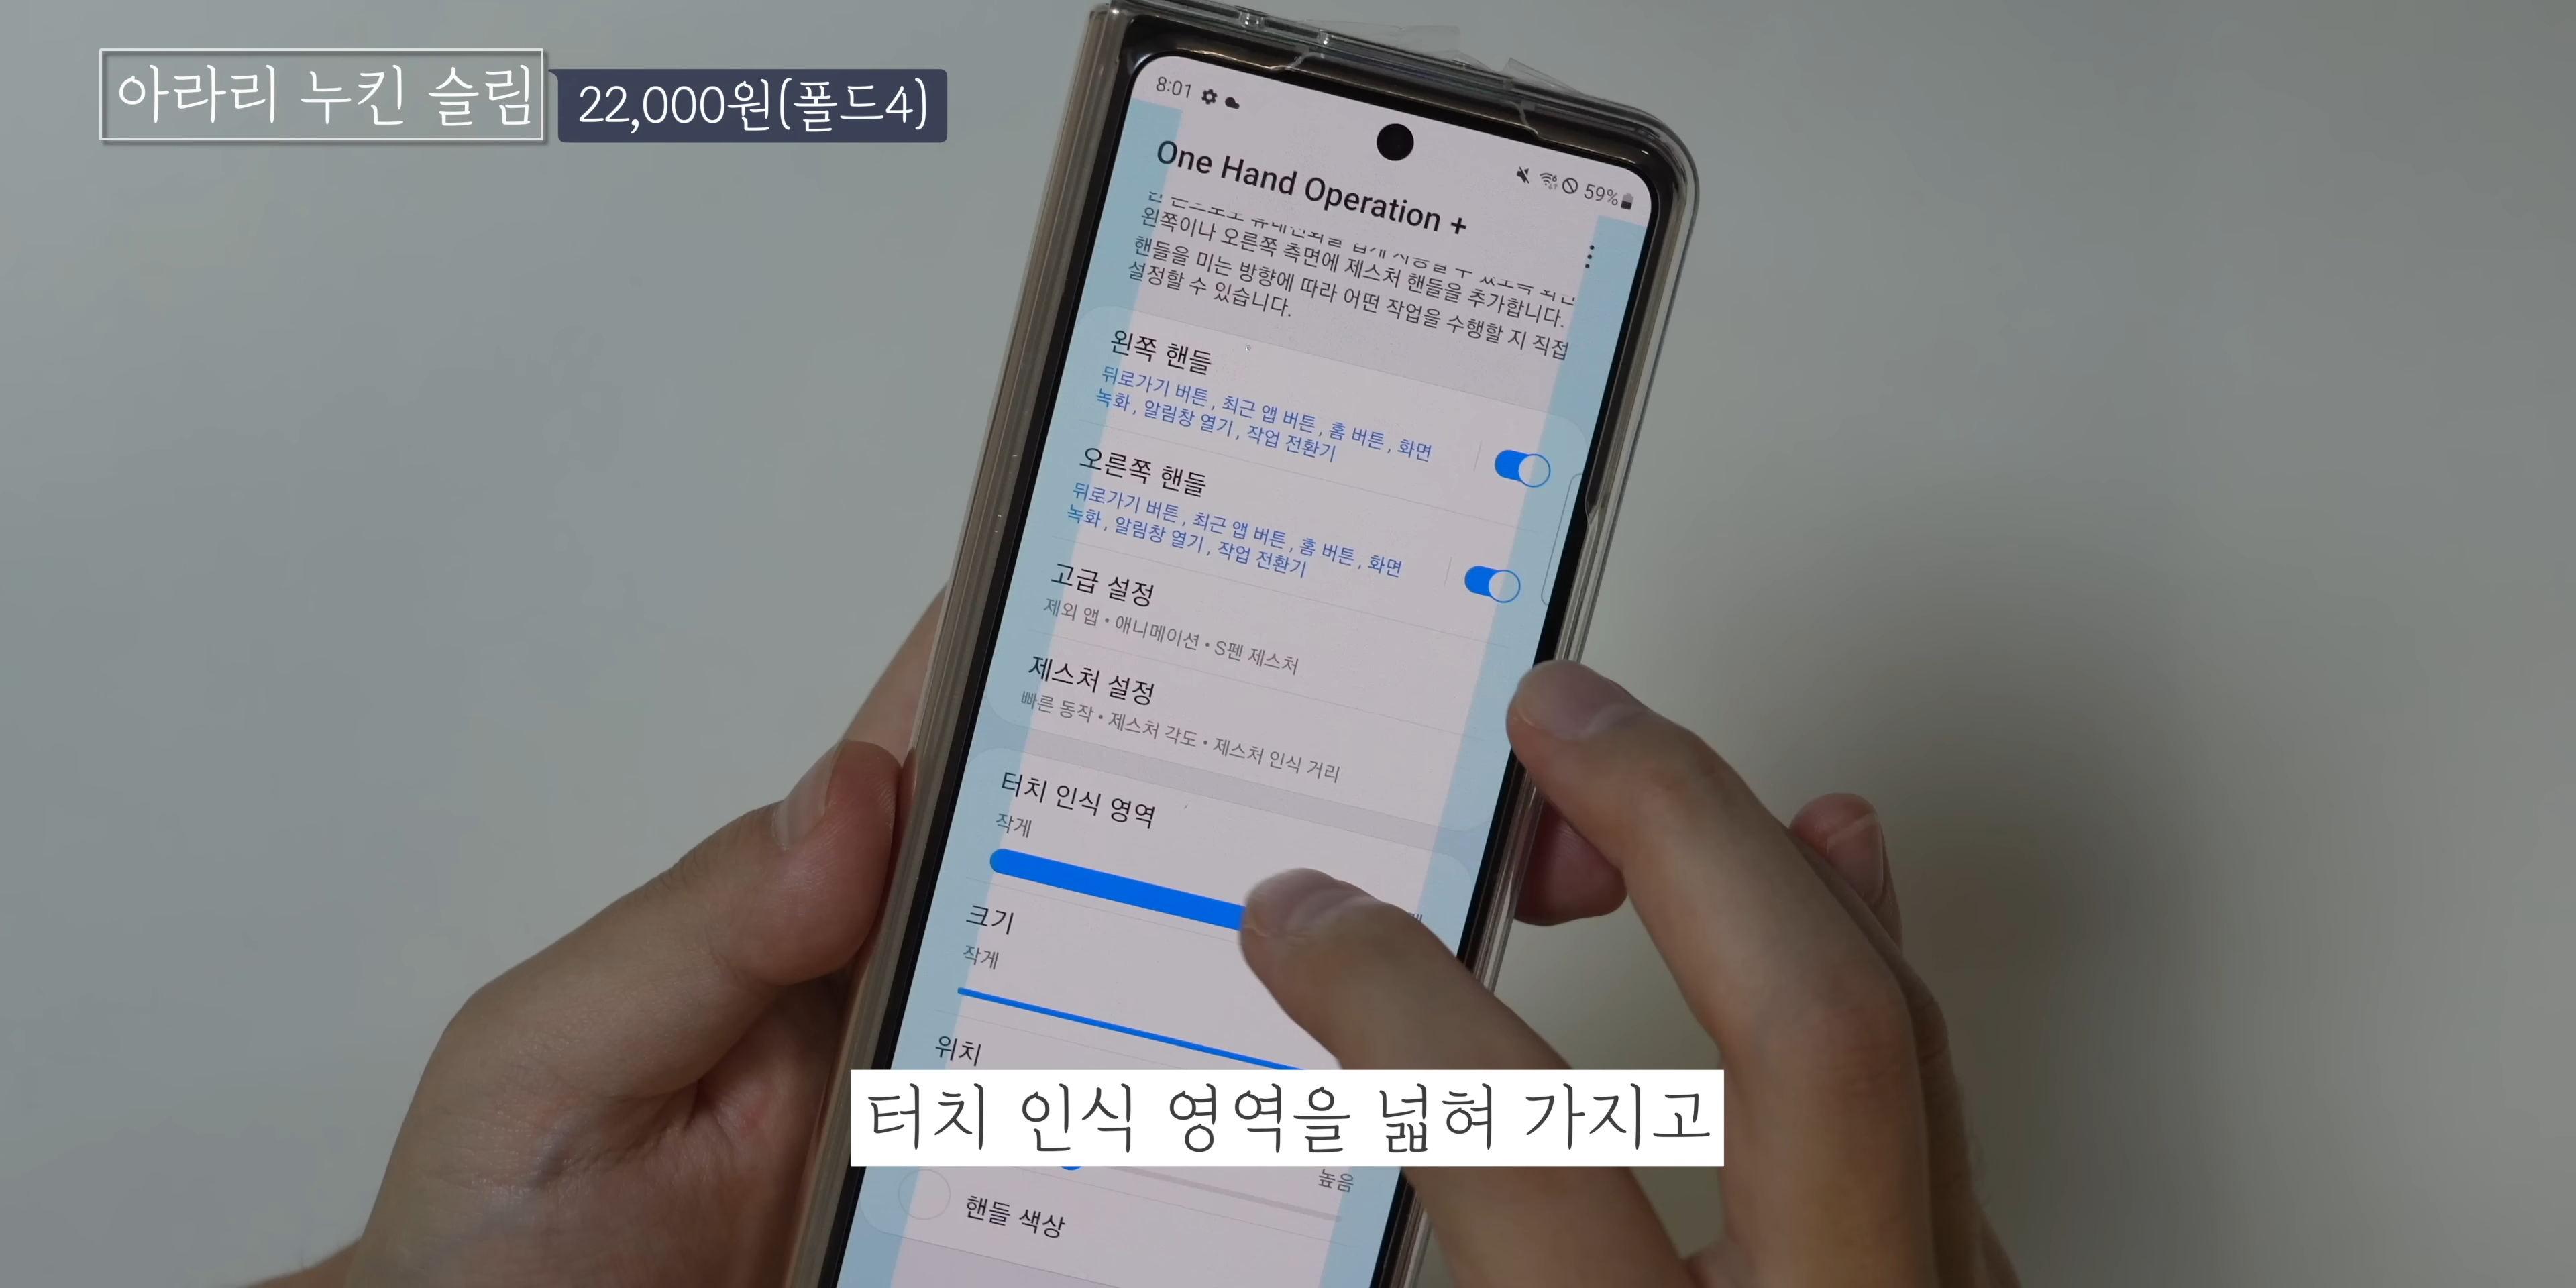 아라리 누킨 슬림
22,000원(폴드4)
8:01
59%
One Hand Operation +
왼쪽이나 오른쪽 측면에 제스처 핸들을 추가합니다.
핸들을 미는 방향에 따라 어떤 작업을 수행할 지 직접
설정할 수 있습니다.
왼쪽 핸들
뒤로가기 버튼 , 최근 앱 버튼 , 홈 버튼 , 화면
녹화 , 알림창 열기 , 작업 전환기
오른쪽 핸들
뒤로가기 버튼 , 최근 앱 버튼 , 홈 버튼 , 화면
녹화 , 알림창 열기 , 작업 전환기
고급 설정
제외 앱 • 애니메이션 • S펜 제스처
제스처 설정
빠른 동작 • 제스처 각도 • 제스처 인식 거리
터치 인식 영역
작게
크기
작게
위치
터치 인식 영역을 넓혀 가지고
높음
핸들 색상